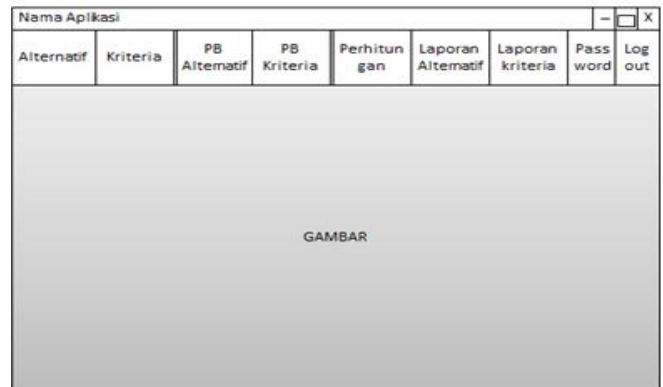 Nama Aplikasi
- X
Alternatif
Kriteria
PB
Alternatif
PB
Kriteria
Perhitun
gan
Laporan
Alternatif
Laporan
kriteria
Pass
word
Log
out
GAMBAR